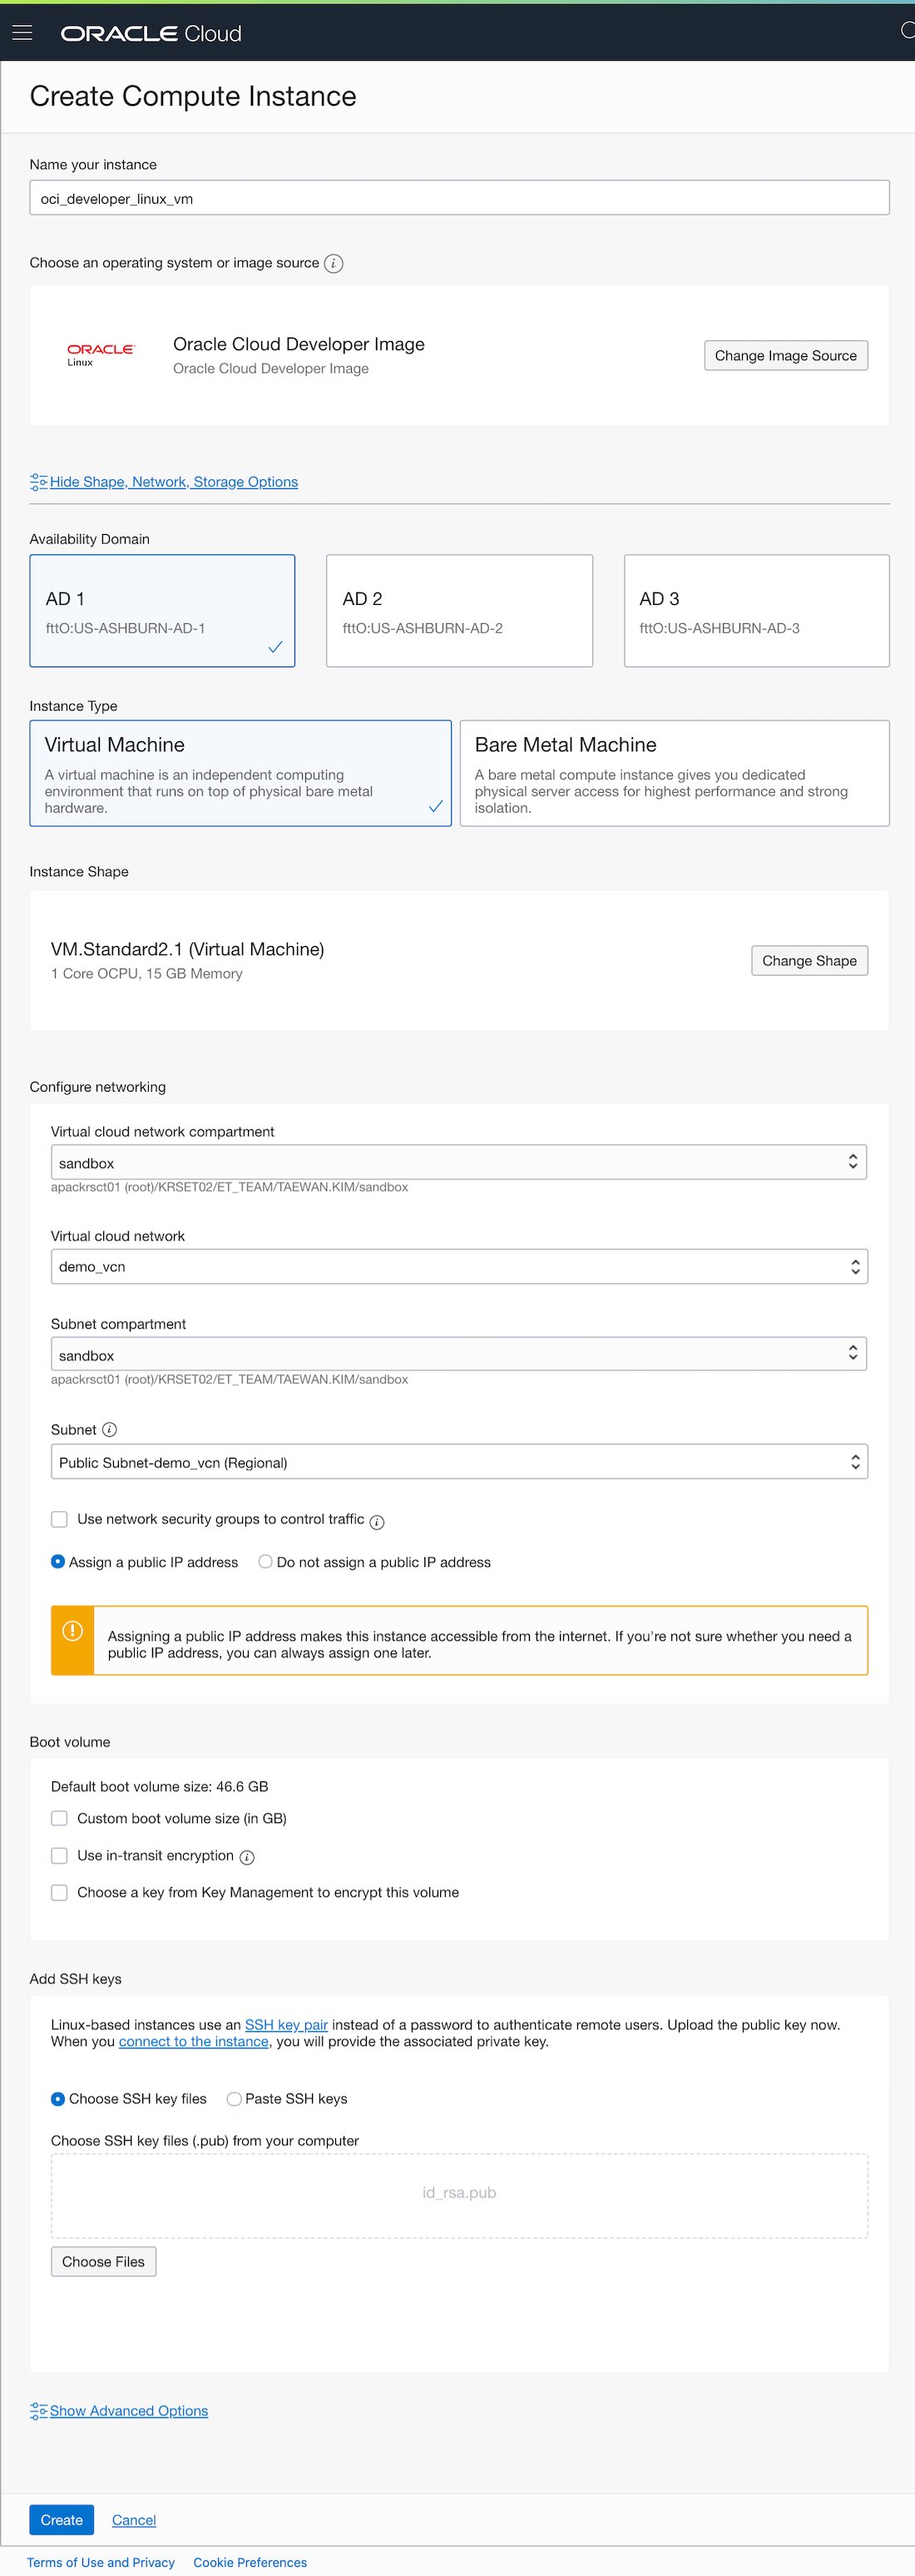 ORACLE Cloud
Create Compute Instance
Name your instance
oci_developer_linux_vm
Choose an operating system or image source
ORACLE
Linux
Oracle Cloud Developer Image
Oracle Cloud Developer Image
Change Image Source
Hide Shape, Network, Storage Options
Availability Domain
AD 1
fttO:US-ASHBURN-AD-1
AD 2
fttO:US-ASHBURN-AD-2
AD 3
fttO:US-ASHBURN-AD-3
Instance Type
Virtual Machine
A virtual machine is an independent computing
environment that runs on top of physical bare metal
hardware.
Bare Metal Machine
A bare metal compute instance gives you dedicated
physical server access for highest performance and strong
isolation.
Instance Shape
VM.Standard2.1 (Virtual Machine)
1 Core OCPU, 15 GB Memory
Change Shape
Configure networking
Virtual cloud network compartment
sandbox
apackrsct01 (root)/KRSET02/ET_TEAM/TAEWAN.KIM/sandbox
Virtual cloud network
demo_vcn
Subnet compartment
sandbox
apackrsct01 (root)/KRSET02/ET_TEAM/TAEWAN.KIM/sandbox
Subnet
Public Subnet-demo_vcn (Regional)
Use network security groups to control traffic
Assign a public IP address
Do not assign a public IP address
Assigning a public IP address makes this instance accessible from the internet. If you're not sure whether you need a
public IP address, you can always assign one later.
Boot volume
Default boot volume size: 46.6 GB
Custom boot volume size (in GB)
Use in-transit encryption
Choose a key from Key Management to encrypt this volume
Add SSH keys
Linux-based instances use an SSH key pair instead of a password to authenticate remote users. Upload the public key now.
When you connect to the instance, you will provide the associated private key.
Choose SSH key files
Paste SSH keys
Choose SSH key files (.pub) from your computer
id_rsa.pub
Choose Files
Show Advanced Options
Create
Cancel
Terms of Use and Privacy
Cookie Preferences